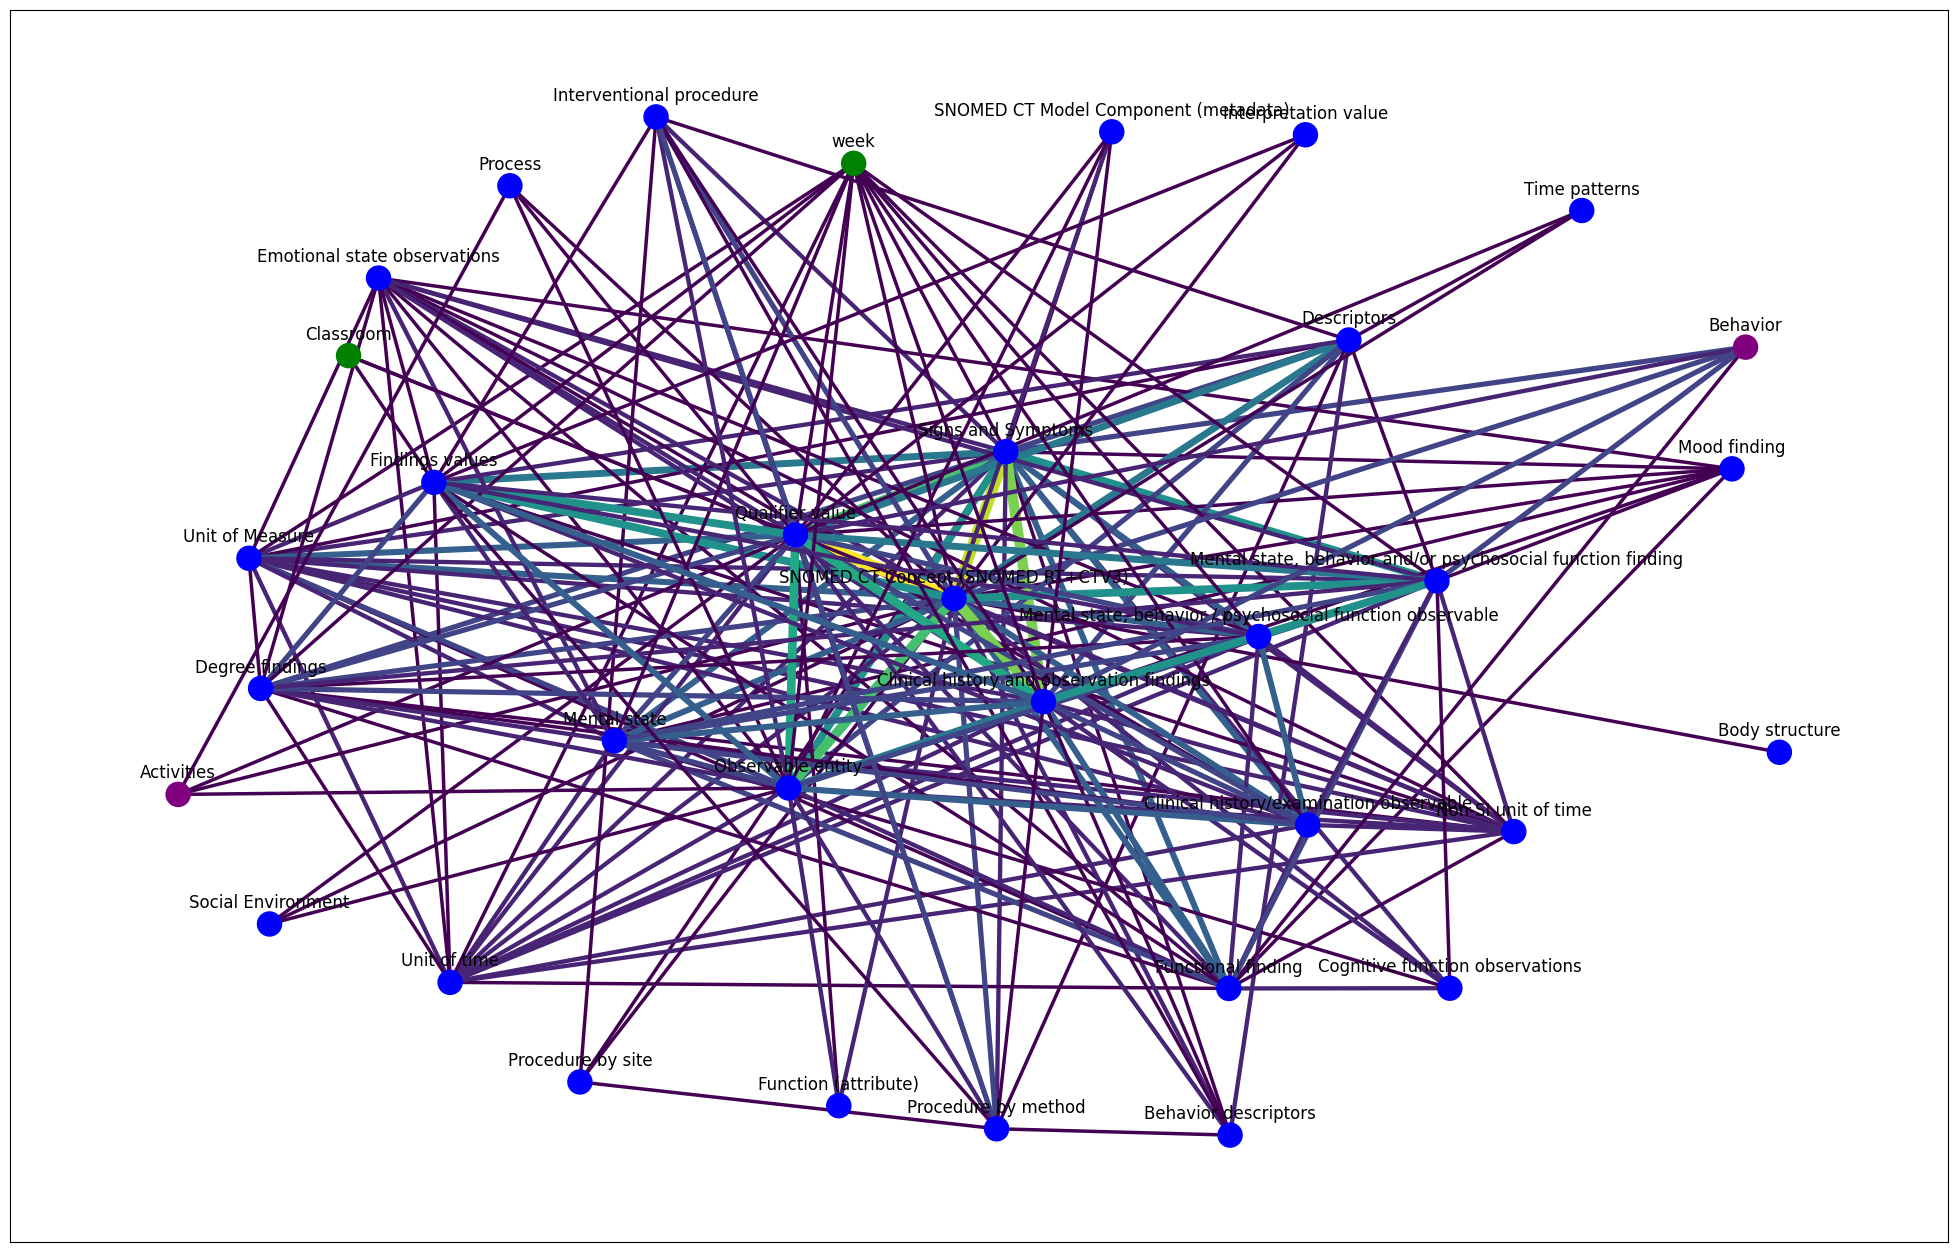 Interventional procedure
SNOMED CT Model Component (metadata)
Interpretation value
week
Process
Time patterns
Emotional state observations
Classroom
Descriptors
Behavior
Signs and Symptoms
Mood finding
Findings values
Qualifier value
Unit of Measure
Mental state, behavior and/or psychosocial function finding
SNOMED CT Concept (SNOMED RT+CTV3)
Mental state, behavior / psychosocial function observable
Degree findings
Clinical history and observation findings
Mental state
Body structure
Observable entity
Activities
Clinical history/examination observable
Non-SI unit of time
Social Environment
Unit of time
Functional finding
Cognitive function observations
Procedure by site
Function (attribute)
Procedure by method
Behavior descriptors